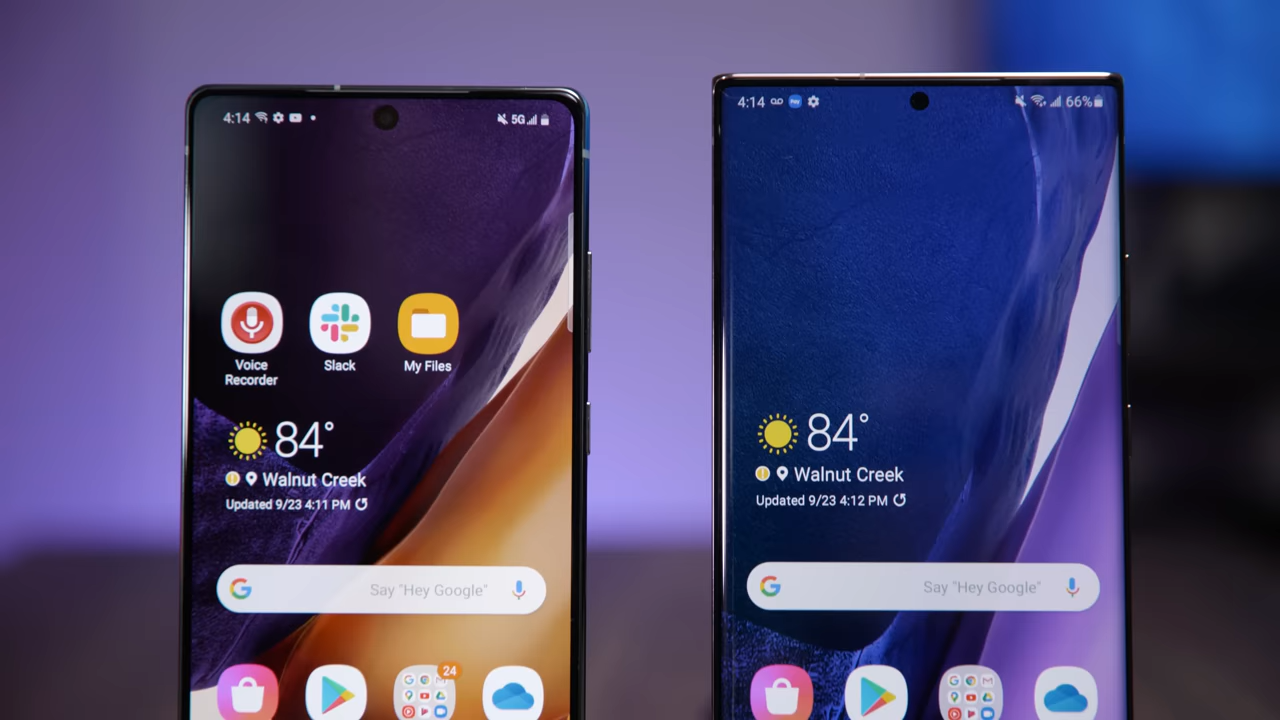 4:14
5G
Voice
Recorder
Slack
My Files
84°
Walnut Creek
Updated 9/23 4:11 PM
Say "Hey Google"
24
4:14
66%
84°
Walnut Creek
Updated 9/23 4:12 PM
Say "Hey Google"